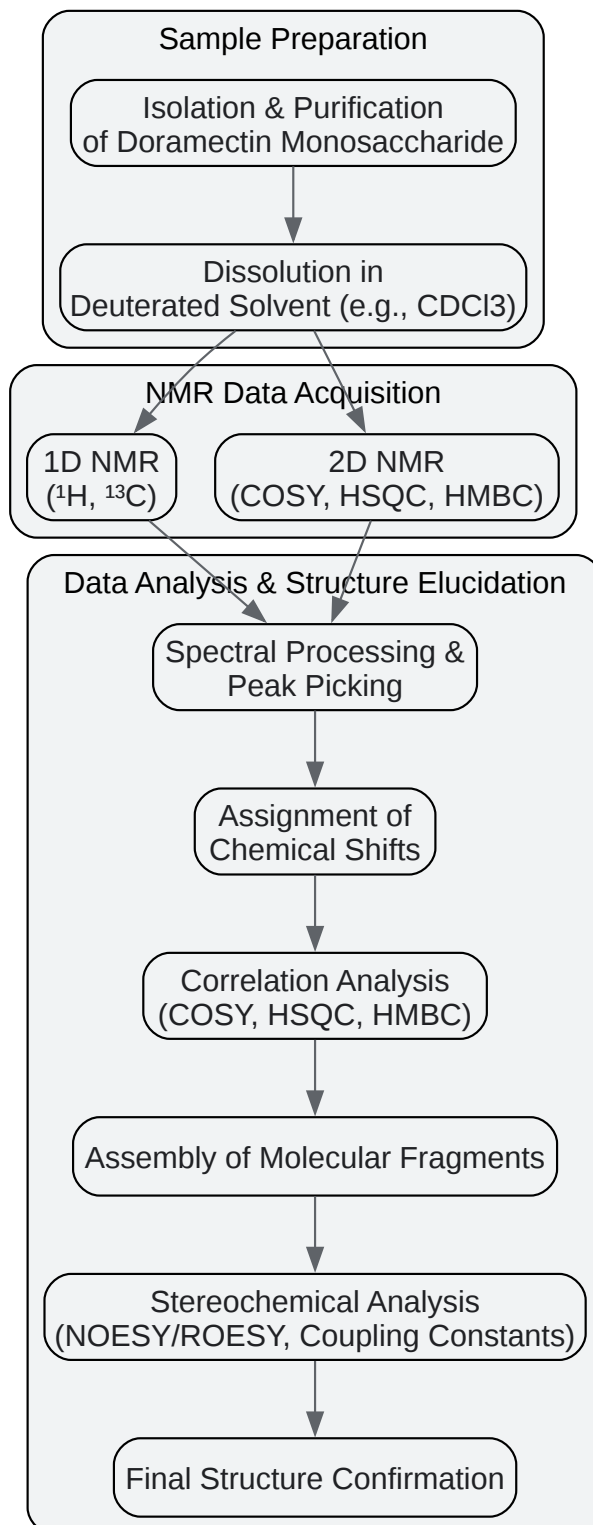 Sample Preparation
Isolation & Purification
of Doramectin Monosaccharide
Dissolution in
Deuterated Solvent (e.g., CDCl3)
NMR Data Acquisition
1D NMR
(¹H, ¹³C)
2D NMR
(COSY, HSQC, HMBC)
Data Analysis & Structure Elucidation
Spectral Processing &
Peak Picking
Assignment of
Chemical Shifts
Correlation Analysis
(COSY, HSQC, HMBC)
Assembly of Molecular Fragments
Stereochemical Analysis
(NOESY/ROESY, Coupling Constants)
Final Structure Confirmation